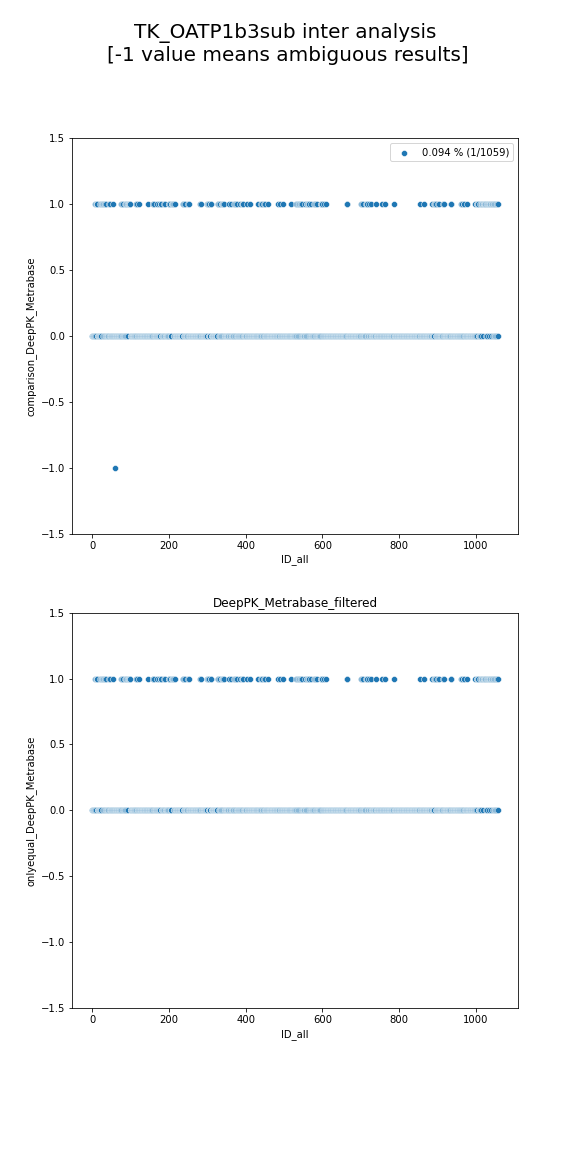 TK_OATP1b3sub inter analysis
[-1 value means ambiguous results]
1.5
1.0
0.5
0.0
−0.5
−1.0
−1.5
comparison_DeepPK_Metrabase
0.094 % (1/1059)
0 200 400 600 800 1000
ID_all
DeepPK_Metrabase_filtered
1.5
1.0
0.5
0.0
−0.5
−1.0
−1.5
onlyequal_DeepPK_Metrabase
0 200 400 600 800 1000
ID_all